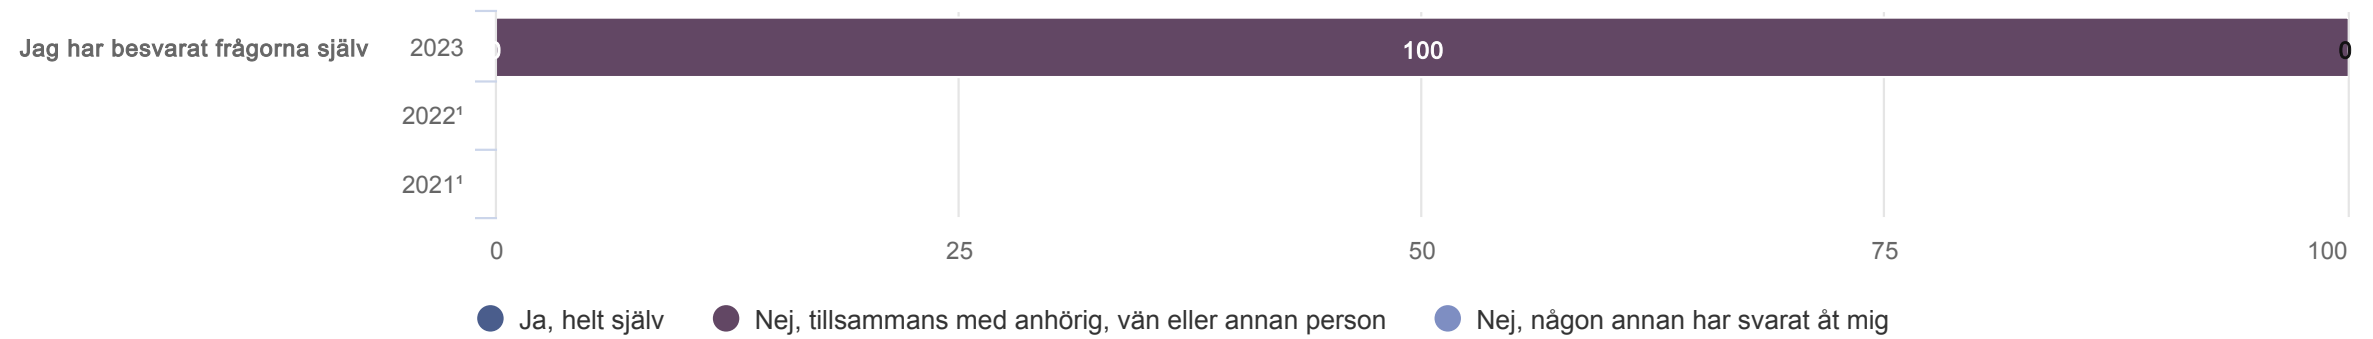 Jag har besvarat frågorna själv 2023 0 100 0
2022¹
2021¹
0 25 50 75 100
Ja, helt själv Nej, tillsammans med anhörig, vän eller annan person Nej, någon annan har svarat åt mig